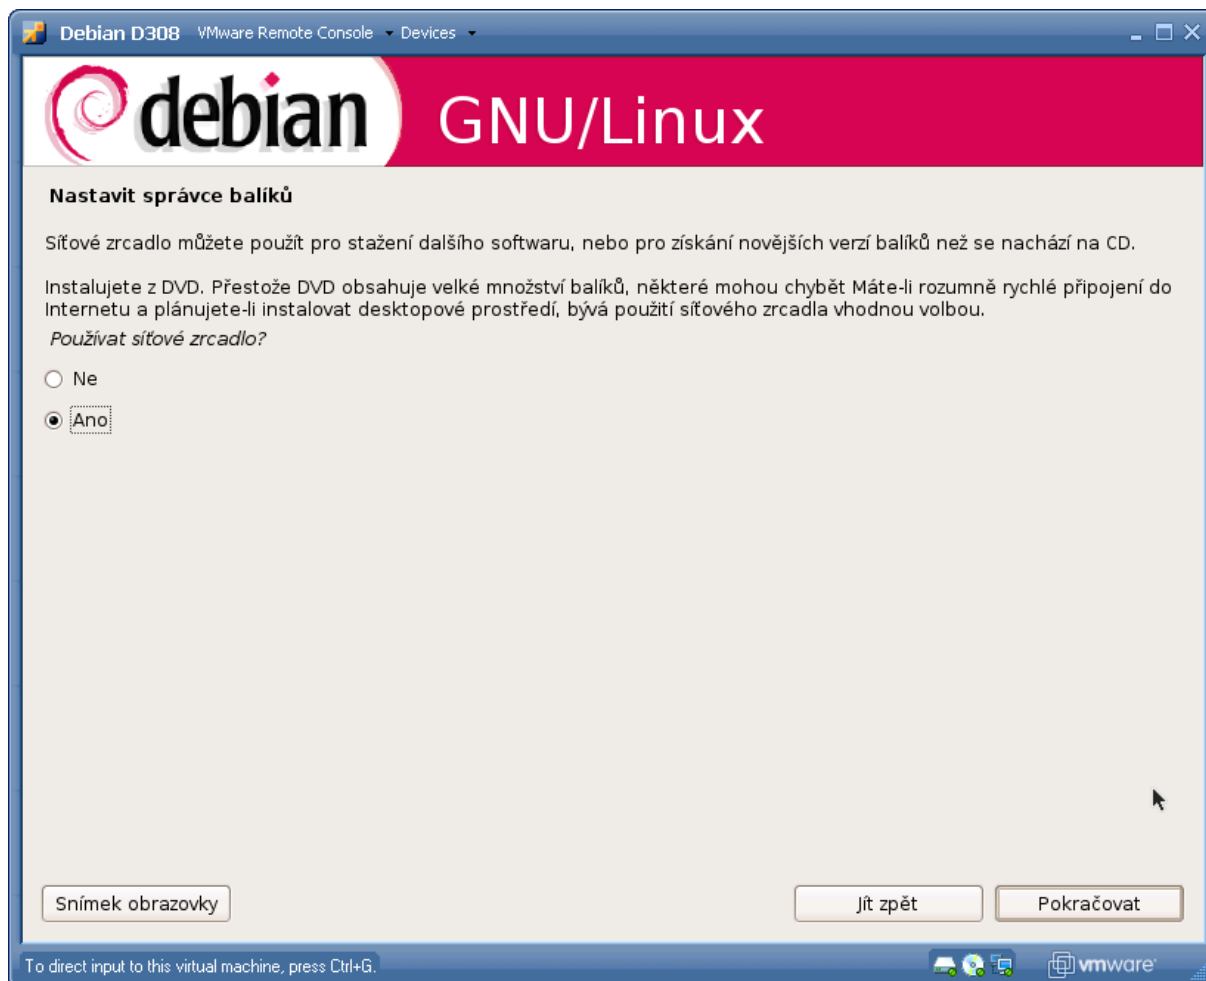 Debian D308 VMware Remote Console Devices
debian GNU/Linux
Nastavit správce balíků
Síťové zrcadlo můžete použít pro stažení dalšího softwaru, nebo pro získání novějších verzí balíků než se nachází na CD.
Instalujete z DVD. Přestože DVD obsahuje velké množství balíků, některé mohou chybět Máte-li rozumně rychlé připojení do
Internetu a plánujete-li instalovat desktopové prostředí, bývá použití síťového zrcadla vhodnou volbou.
Používat síťové zrcadlo?
Ne
Ano
Snímek obrazovky Jít zpět Pokračovat
To direct input to this virtual machine, press Ctrl+G. vmware